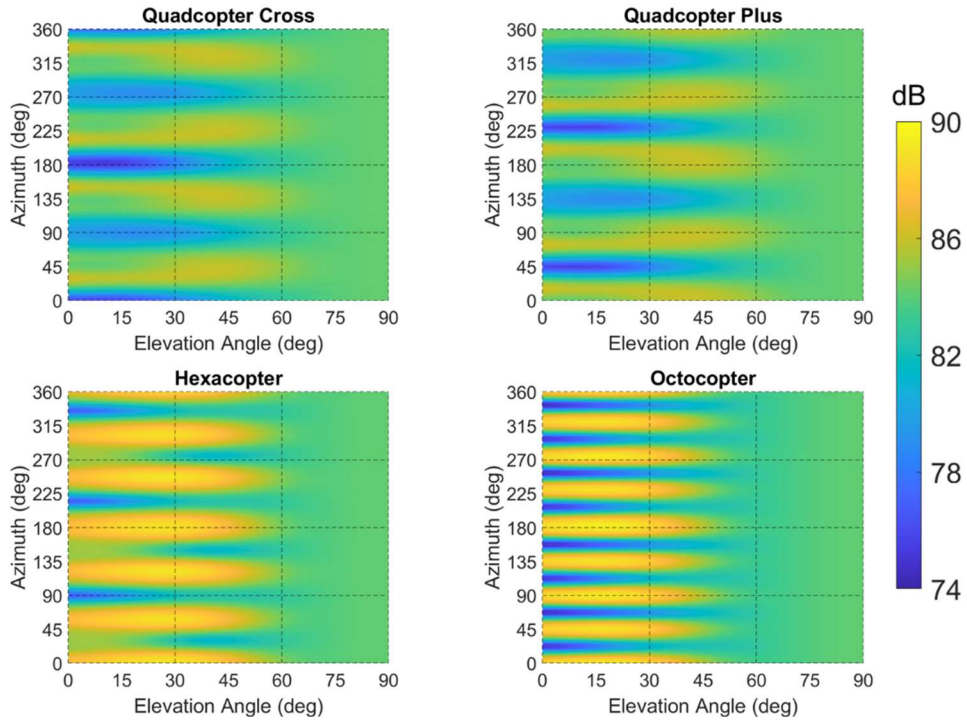 Quadcopter Cross
Quadcopter Plus
360
315
270
225
180
135
90
45
0
Azimuth (deg)
0 15 30 45 60 75 90
Elevation Angle (deg)
360
315
270
225
180
135
90
45
0
Azimuth (deg)
0 15 30 45 60 75 90
Elevation Angle (deg)
Hexacopter
Octocopter
360
315
270
225
180
135
90
45
0
Azimuth (deg)
0 15 30 45 60 75 90
Elevation Angle (deg)
360
315
270
225
180
135
90
45
0
Azimuth (deg)
0 15 30 45 60 75 90
Elevation Angle (deg)
dB
90
86
82
78
74